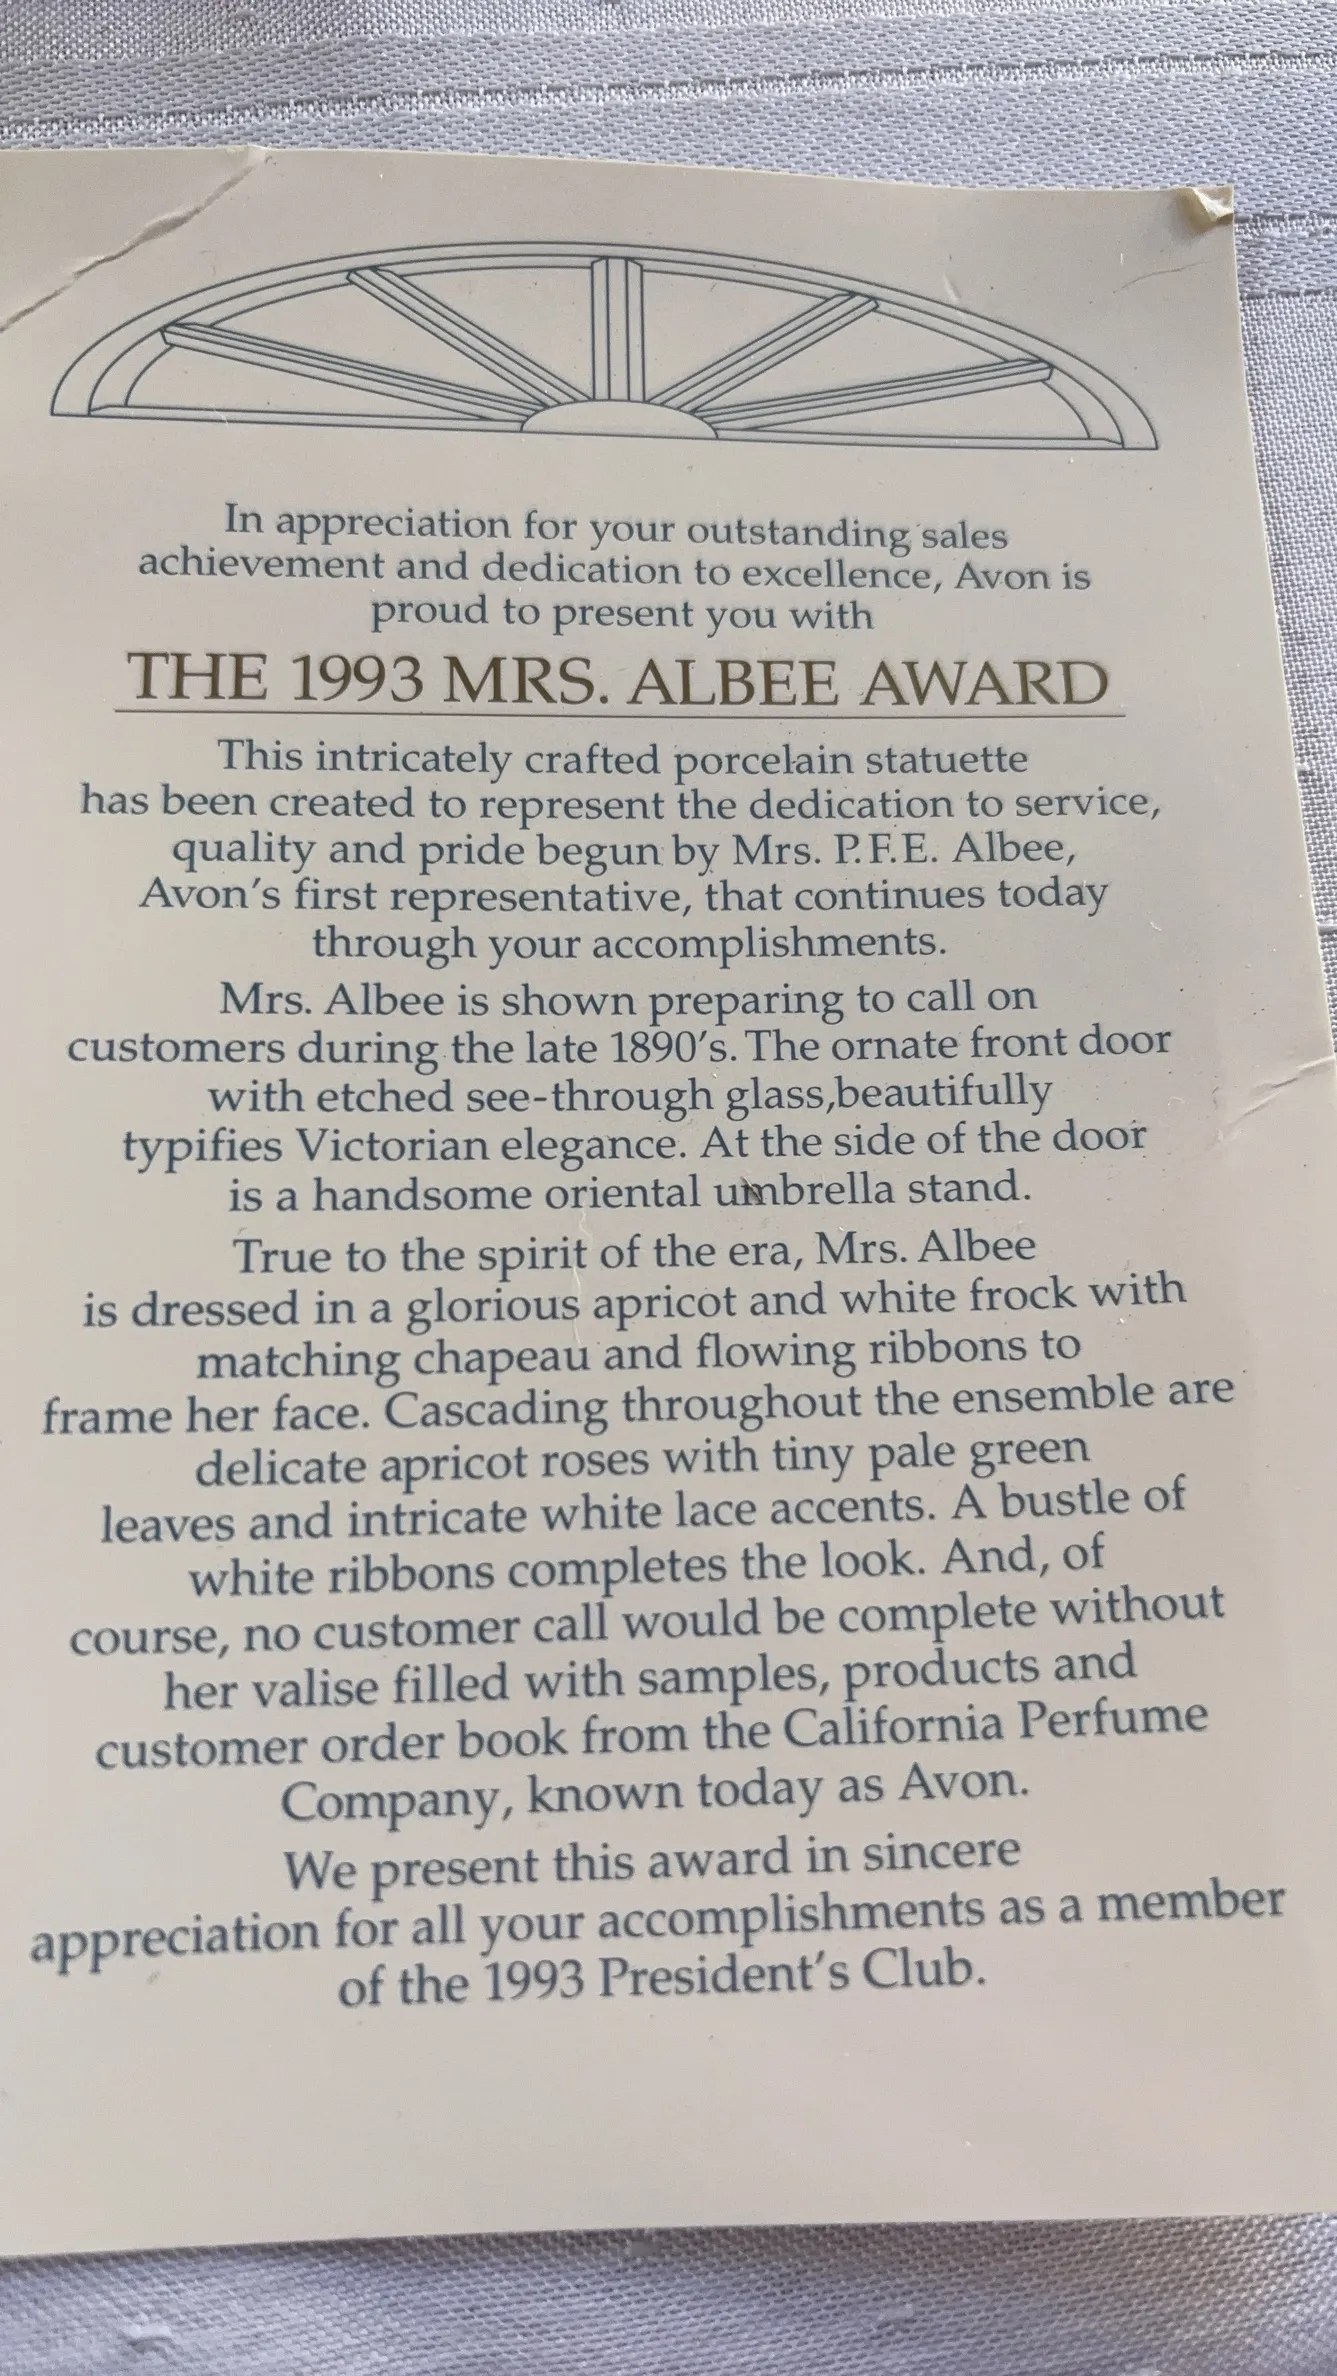 In appreciation for your outstanding sales
achievement and dedication to excellence, Avon is
proud to present you with
THE 1993 MRS. ALBEE AWARD
This intricately crafted porcelain statuette
has been created to represent the dedication to service,
quality and pride begun by Mrs. P.F.E. Albee,
Avon's first representative, that continues today
through your accomplishments.
Mrs. Albee is shown preparing to call on
customers during the late 1890's. The ornate front door
with etched see-through glass,beautifully
typifies Victorian elegance. At the side of the door
is a handsome oriental umbrella stand.
True to the spirit of the era, Mrs. Albee
is dressed in a glorious apricot and white frock with
matching chapeau and flowing ribbons to
frame her face. Cascading throughout the ensemble are
delicate apricot roses with tiny pale green
leaves and intricate white lace accents. A bustle of
white ribbons completes the look. And, of
course, no customer call would be complete without
her valise filled with samples, products and
customer order book from the California Perfume
Company, known today as Avon.
We present this award in sincere
appreciation for all your accomplishments as a member
of the 1993 President's Club.